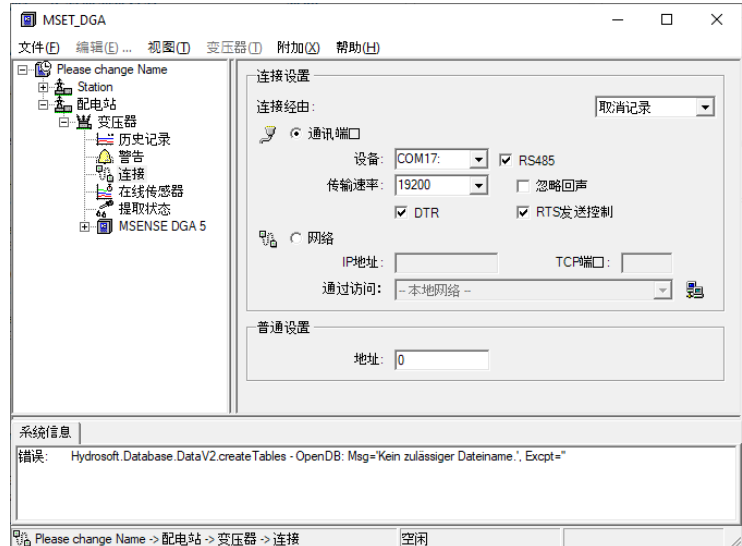 MSET_DGA
文件(F) 编辑(E) ... 视图(T) 变压器(T) 附加(X) 帮助(H)
Please change Name
Station
配电站
变压器
历史记录
警告
连接
在线传感器
提取状态
MSENSE DGA 5
连接设置
连接经由: 取消记录
通讯端口
设备: COM17: RS485
传输速率: 19200 忽略回声
DTR RTS发送控制
网络
IP地址: TCP端口:
通过访问: -- 本地网络 --
普通设置
地址: 0
系统信息
错误: Hydrosoft.Database.DataV2.createTables - OpenDB: Msg='Kein zulässiger Dateiname.', Excpt=''
Please change Name -> 配电站 -> 变压器 -> 连接 空闲